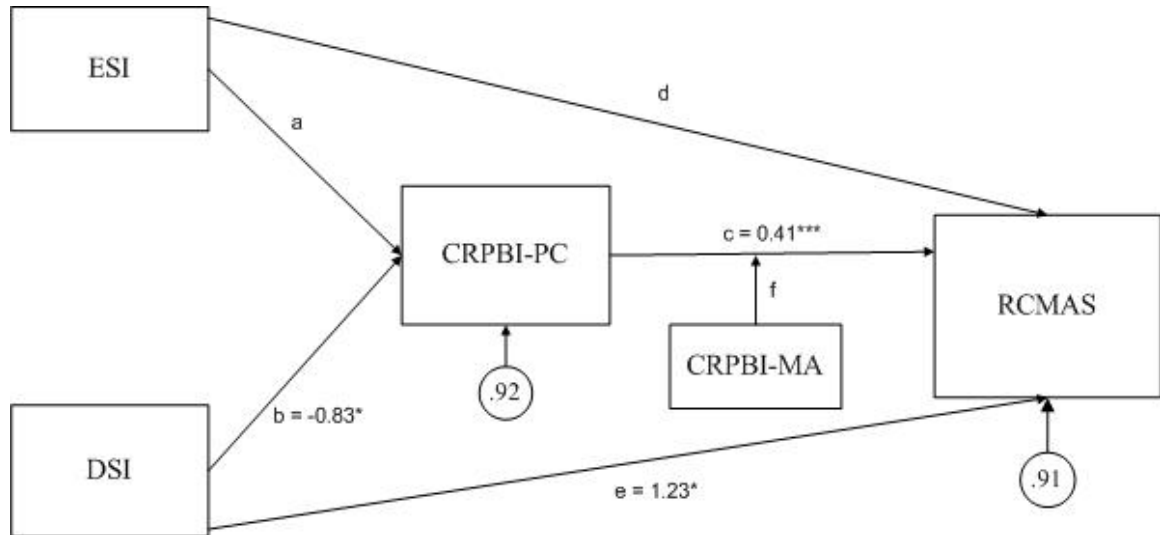 ESI
d
a
c = 0.41***
CRPBI-PC
RCMAS
f
CRPBI-MA
.92
b = -0.83*
DSI
e = 1.23*
.91